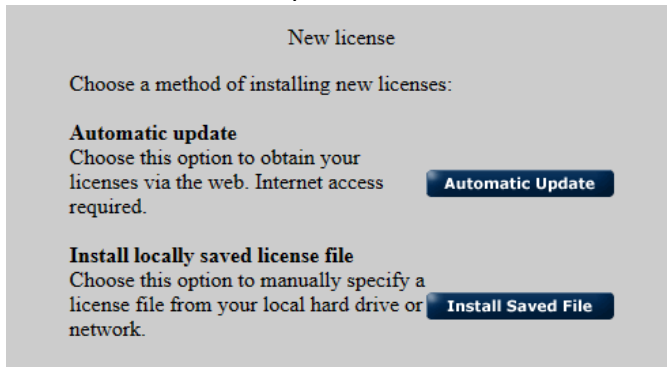 New license
Choose a method of installing new licenses:
Automatic update
Choose this option to obtain your
licenses via the web. Internet access
required.
Automatic Update
Install locally saved license file
Choose this option to manually specify a
license file from your local hard drive or
network.
Install Saved File